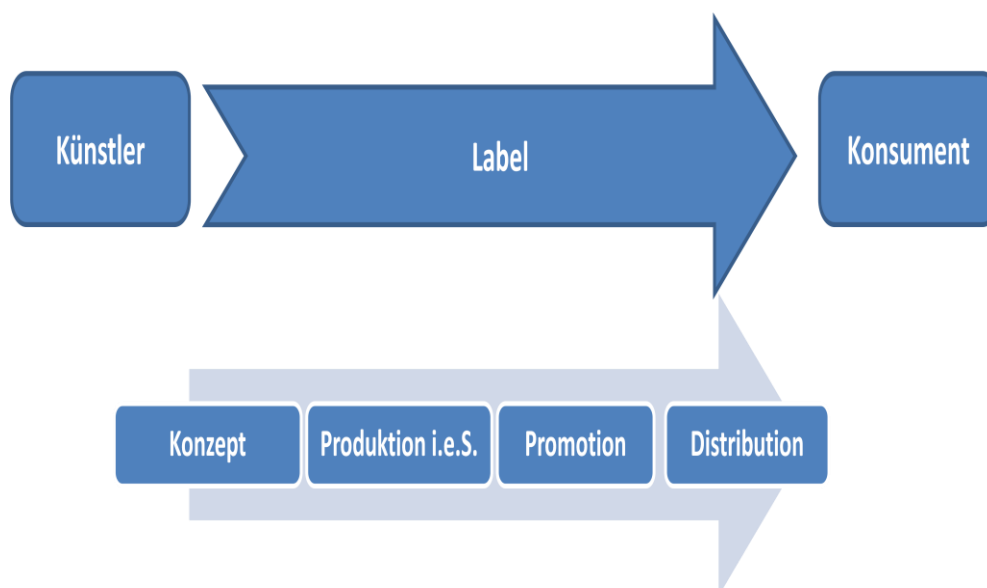 Künstler
Label
Konsument
Konzept
Produktion i.e.S.
Promotion
Distribution